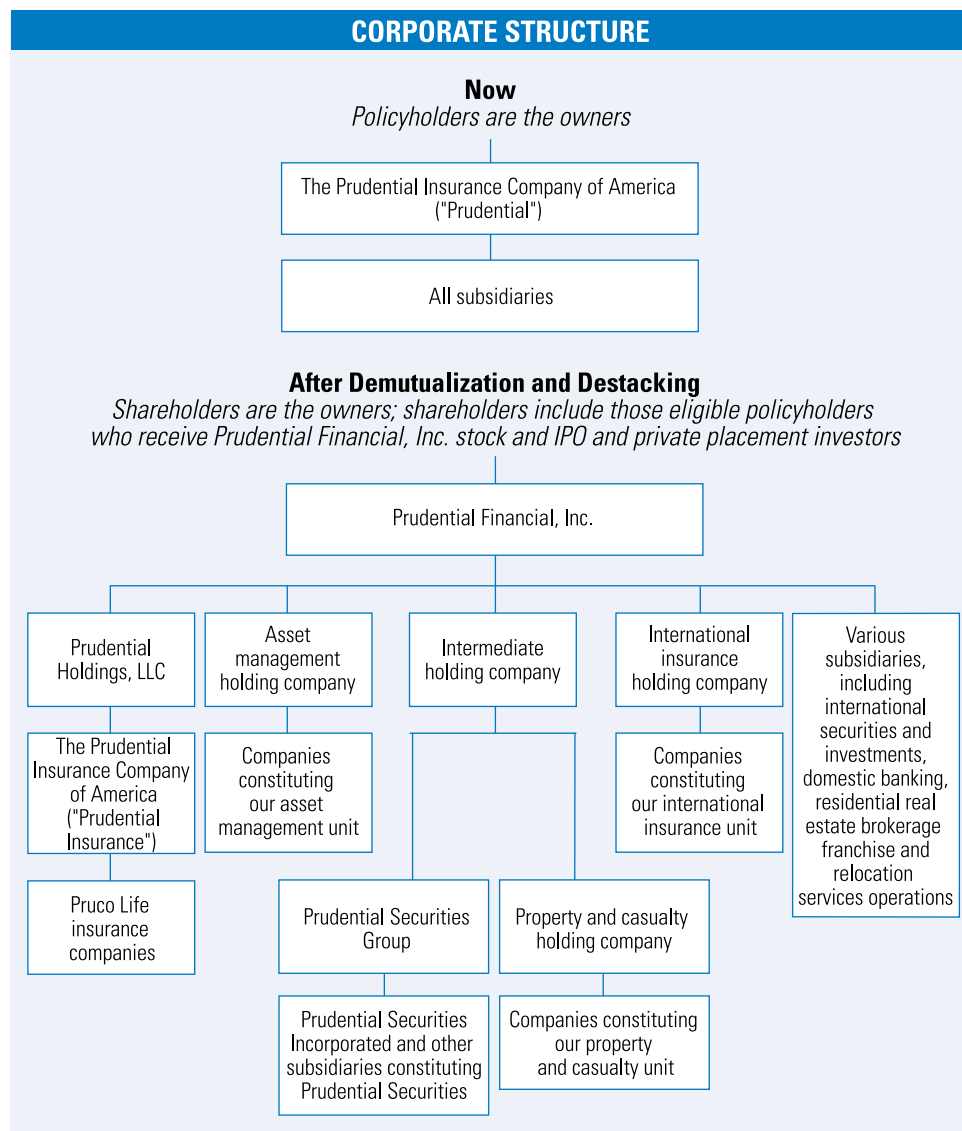 CORPORATE STRUCTURE
Now
Policyholders are the owners
The Prudential Insurance Company of America
("Prudential")
All subsidiaries
After Demutualization and Destacking
Shareholders are the owners; shareholders include those eligible policyholders
who receive Prudential Financial, Inc. stock and IPO and private placement investors
Prudential Financial, Inc.
Prudential
Holdings, LLC
The Prudential
Insurance Company
of America
("Prudential
Insurance")
Pruco Life
insurance
companies
Asset
management
holding company
Companies
constituting
our asset
management unit
Intermediate
holding company
Prudential Securities
Group
Prudential Securities
Incorporated and other
subsidiaries constituting
Prudential Securities
Property and casualty
holding company
Companies constituting
our property
and casualty unit
International
insurance
holding company
Companies
constituting
our international
insurance unit
Various
subsidiaries,
including
international
securities and
investments,
domestic banking,
residential real
estate brokerage
franchise and
relocation
services operations